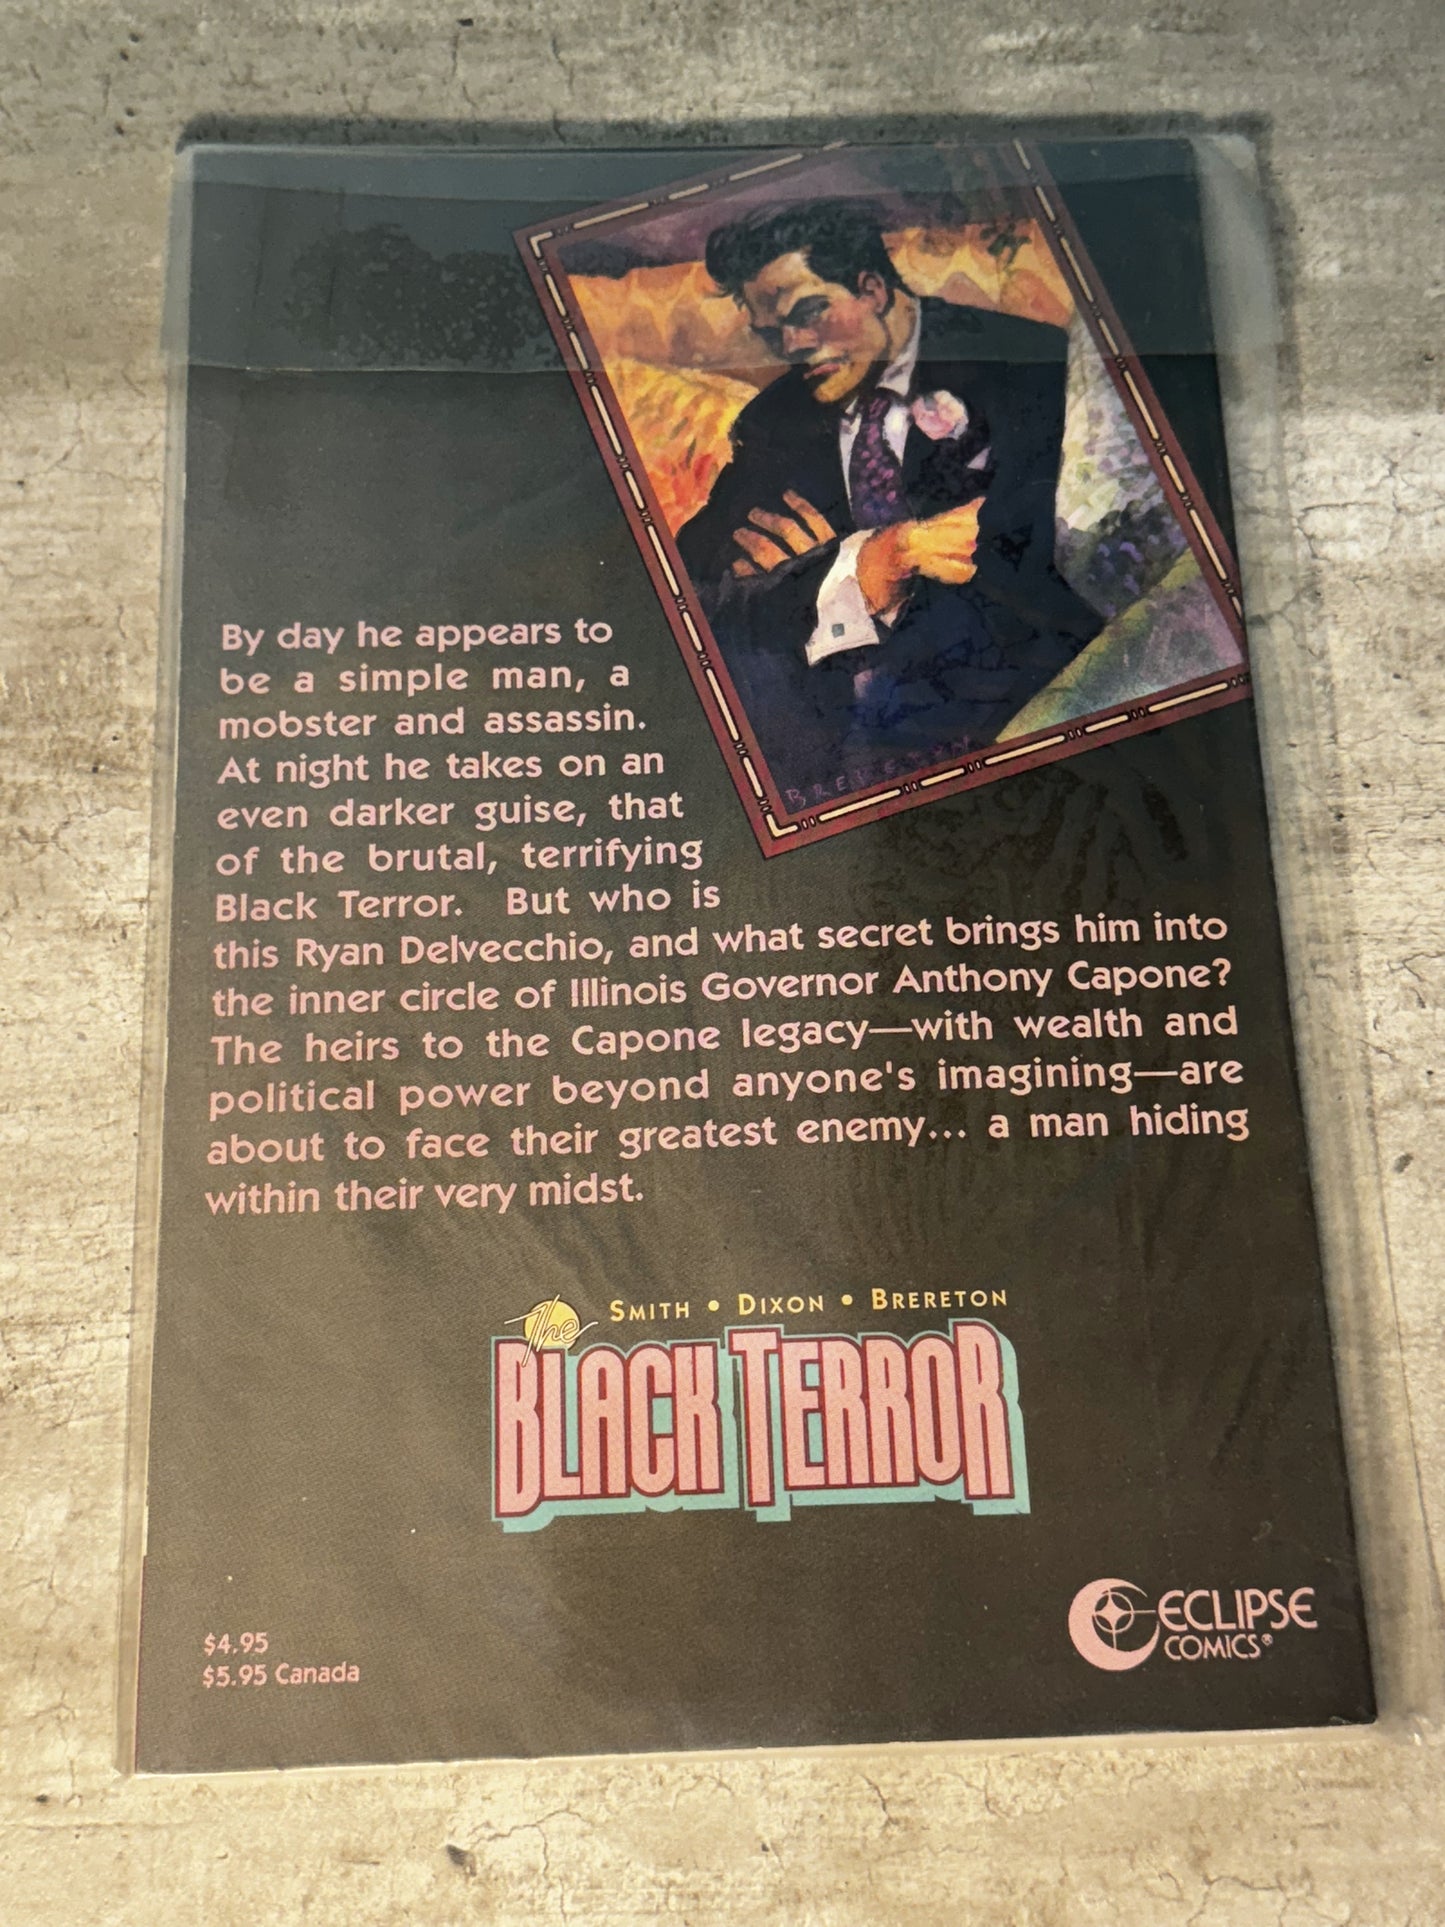 BRERETON
By day he appears to
be a simple man, a
mobster and assassin.
At night he takes on an
even darker guise, that
of the brutal, terrifying
Black Terror. But who is
this Ryan Delvecchio, and what secret brings him into
the inner circle of Illinois Governor Anthony Capone?
The heirs to the Capone legacy—with wealth and
political power beyond anyone's imagining—are
about to face their greatest enemy... a man hiding
within their very midst.
SMITH • DIXON • BRERETON
The
BLACK TERROR
ECLIPSE
COMICS®
$4.95
$5.95 Canada